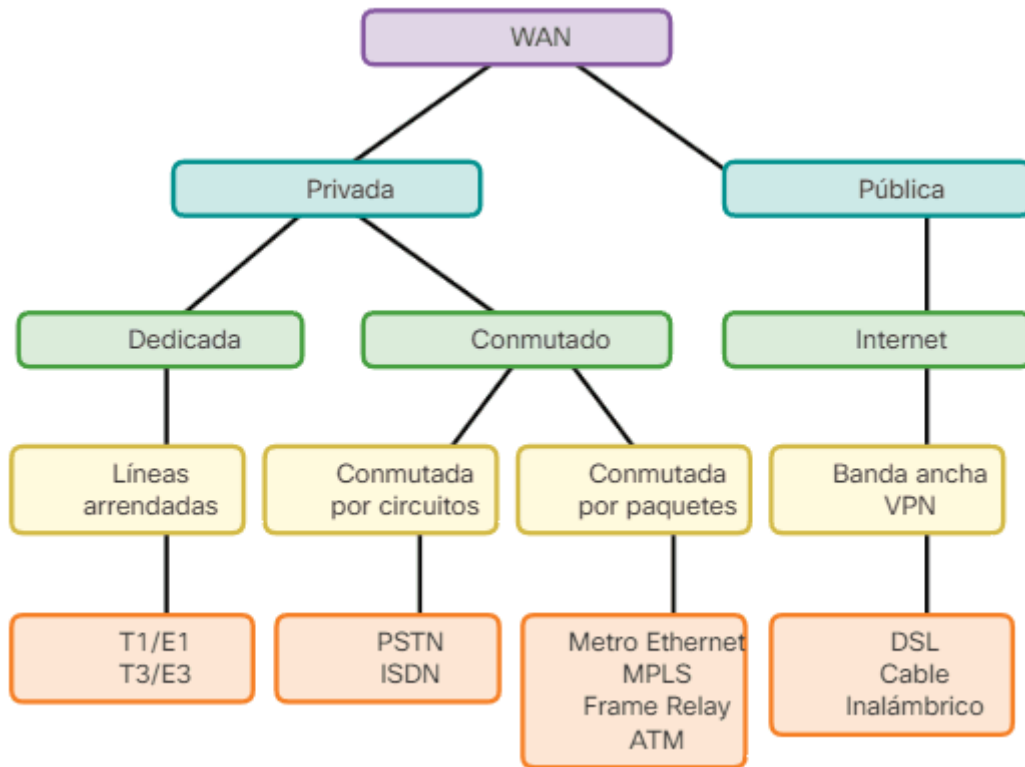 WAN
Privada
Pública
Dedicada
Conmutado
Internet
Líneas
arrendadas
Conmutada
por circuitos
Conmutada
por paquetes
Banda ancha
VPN
T1/E1
T3/E3
PSTN
ISDN
Metro Ethernet
MPLS
Frame Relay
ATM
DSL
Cable
Inalámbrico